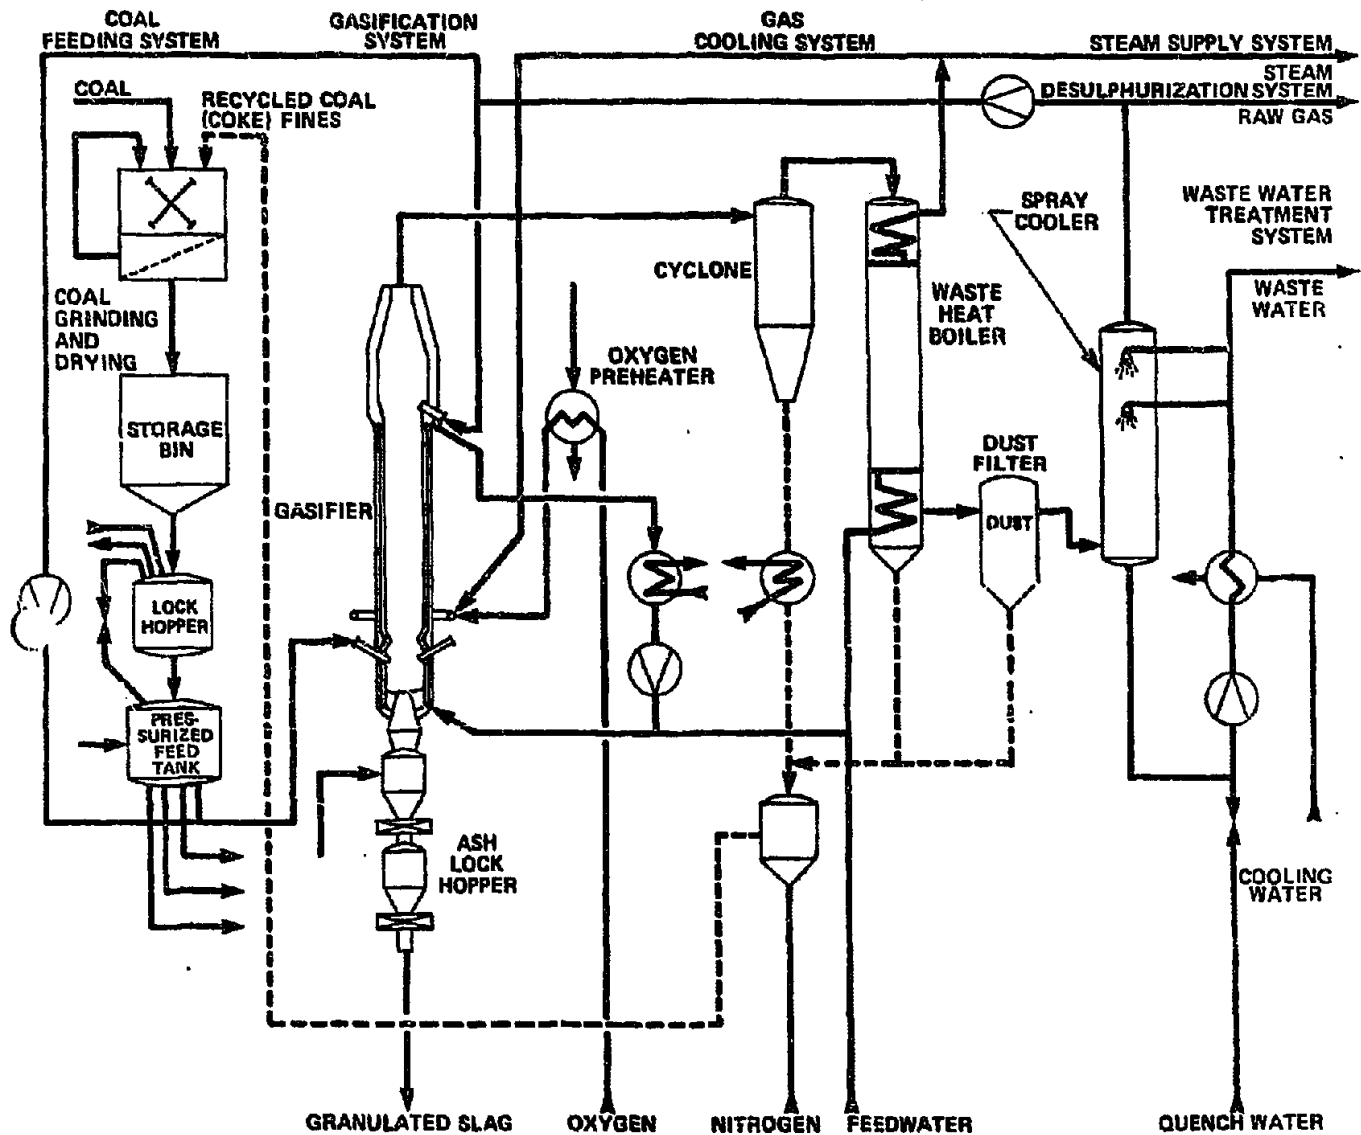 COAL
FEEDING SYSTEM
GASIFICATION
SYSTEM
GAS
COOLING SYSTEM
STEAM SUPPLY SYSTEM
STEAM
DESULPHURIZATION SYSTEM
RAW GAS
COAL
RECYCLED COAL
(COKE) FINES
WASTE WATER
TREATMENT
SYSTEM
SPRAY
COOLER
CYCLONE
WASTE
WATER
COAL
GRINDING
AND
DRYING
WASTE
HEAT
BOILER
OXYGEN
PREHEATER
STORAGE
BIN
DUST
FILTER
GASIFIER
DUST
LOCK
HOPPER
PRES-
SURIZED
FEED
TANK
ASH
LOCK
HOPPER
COOLING
WATER
GRANULATED SLAG
OXYGEN
NITROGEN
FEEDWATER
QUENCH WATER